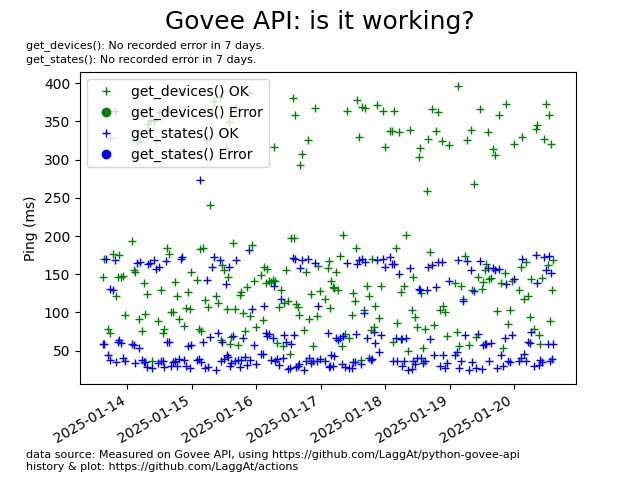 Govee API: is it working?
get_devices(): No recorded error in 7 days.
get_states(): No recorded error in 7 days.
get_devices() OK
get_devices() Error
get_states() OK
get_states() Error
400
350
300
250
200
150
100
50
Ping (ms)
2025-01-14
2025-01-15
2025-01-16
2025-01-17
2025-01-18
2025-01-19
2025-01-20
data source: Measured on Govee API, using https://github.com/LaggAt/python-govee-api
history & plot: https://github.com/LaggAt/actions